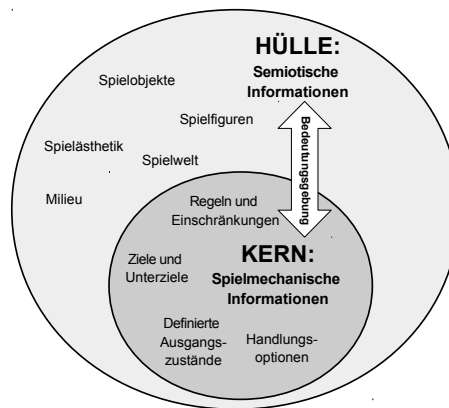 HÜLLE:
Semiotische
Informationen
Spielobjekte
Spielfiguren
Spielästhetik
Spielwelt
Milieu
Bedeutungsgebung
Regeln und
Einschränkungen
KERN:
Spielmechanische
Informationen
Ziele und
Unterziele
Definierte
Ausgangs-
zustände
Handlungs-
optionen